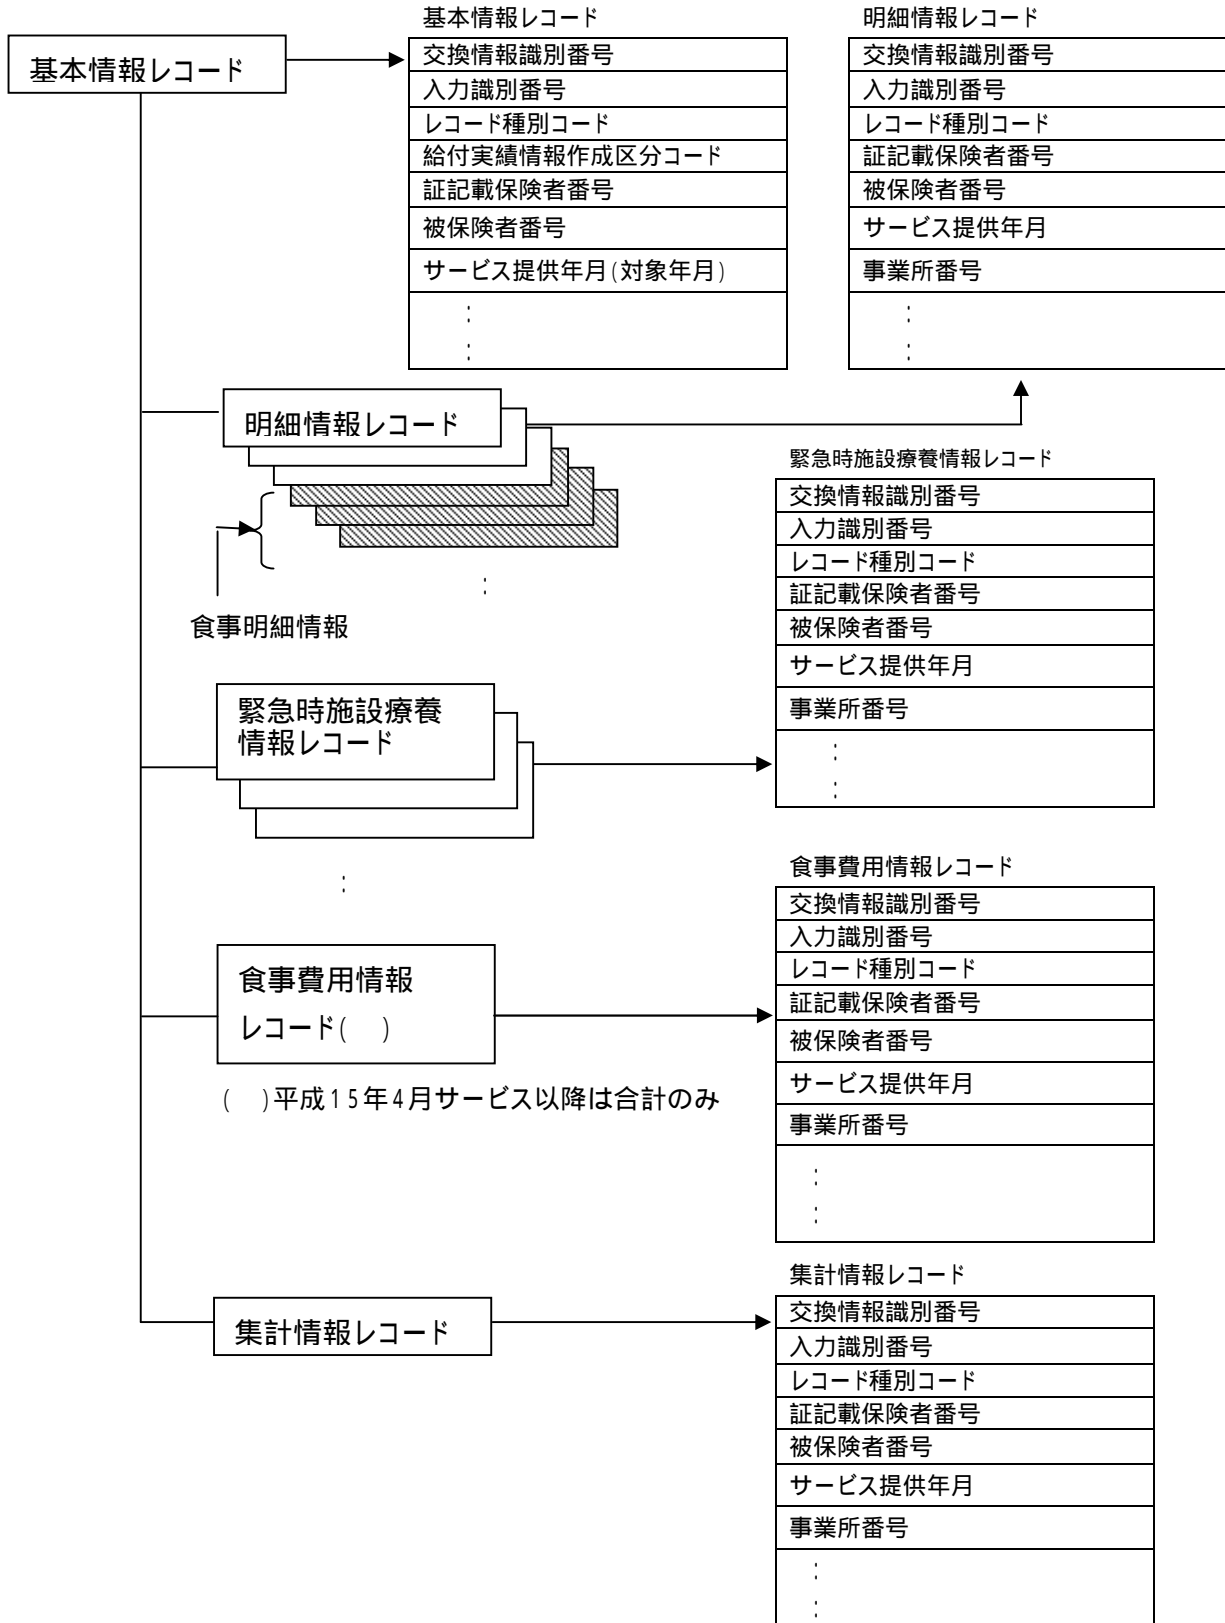 基本情報レコード
基本情報レコード
交換情報識別番号
入力識別番号
レコード種別コード
給付実績情報作成区分コード
証記載保険者番号
被保険者番号
サービス提供年月(対象年月)
:
:
明細情報レコード
交換情報識別番号
入力識別番号
レコード種別コード
証記載保険者番号
被保険者番号
サービス提供年月
事業所番号
:
:
明細情報レコード
:
食事明細情報
緊急時施設療養情報レコード
交換情報識別番号
入力識別番号
レコード種別コード
証記載保険者番号
被保険者番号
サービス提供年月
事業所番号
:
:
緊急時施設療養
情報レコード
:
食事費用情報レコード
交換情報識別番号
入力識別番号
レコード種別コード
証記載保険者番号
被保険者番号
サービス提供年月
事業所番号
:
:
食事費用情報
レコード(　)
(　)平成15年4月サービス以降は合計のみ
集計情報レコード
集計情報レコード
交換情報識別番号
入力識別番号
レコード種別コード
証記載保険者番号
被保険者番号
サービス提供年月
事業所番号
:
: